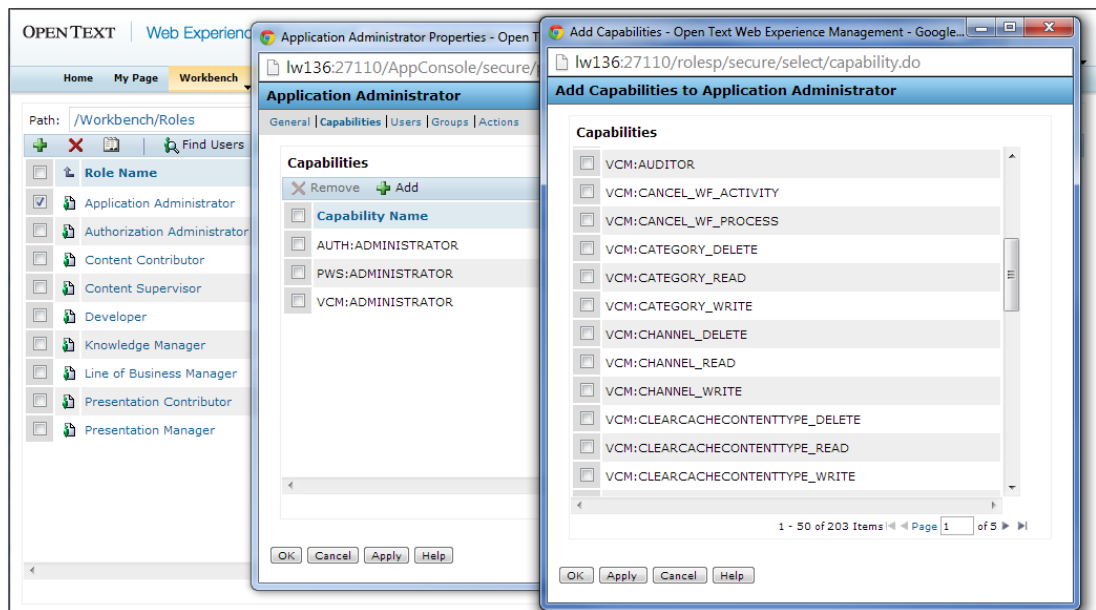 OPENTEXT Web Experienc
Home My Page Workbench
Path: /Workbench/Roles
Find Users
Role Name
Application Administrator
Authorization Administrator
Content Contributor
Content Supervisor
Developer
Knowledge Manager
Line of Business Manager
Presentation Contributor
Presentation Manager
Application Administrator Properties - Open T
lw136:27110/AppConsole/secure/
Application Administrator
General | Capabilities | Users | Groups | Actions
Capabilities
Remove Add
Capability Name
AUTH:ADMINISTRATOR
PWS:ADMINISTRATOR
VCM:ADMINISTRATOR
OK Cancel Apply Help
Add Capabilities - Open Text Web Experience Management - Google...
lw136:27110/rolesp/secure/select/capability.do
Add Capabilities to Application Administrator
Capabilities
VCM:AUDITOR
VCM:CANCEL_WF_ACTIVITY
VCM:CANCEL_WF_PROCESS
VCM:CATEGORY_DELETE
VCM:CATEGORY_READ
VCM:CATEGORY_WRITE
VCM:CHANNEL_DELETE
VCM:CHANNEL_READ
VCM:CHANNEL_WRITE
VCM:CLEARCACHECONTENTTYPE_DELETE
VCM:CLEARCACHECONTENTTYPE_READ
VCM:CLEARCACHECONTENTTYPE_WRITE
1 - 50 of 203 Items Page 1 of 5
OK Apply Cancel Help